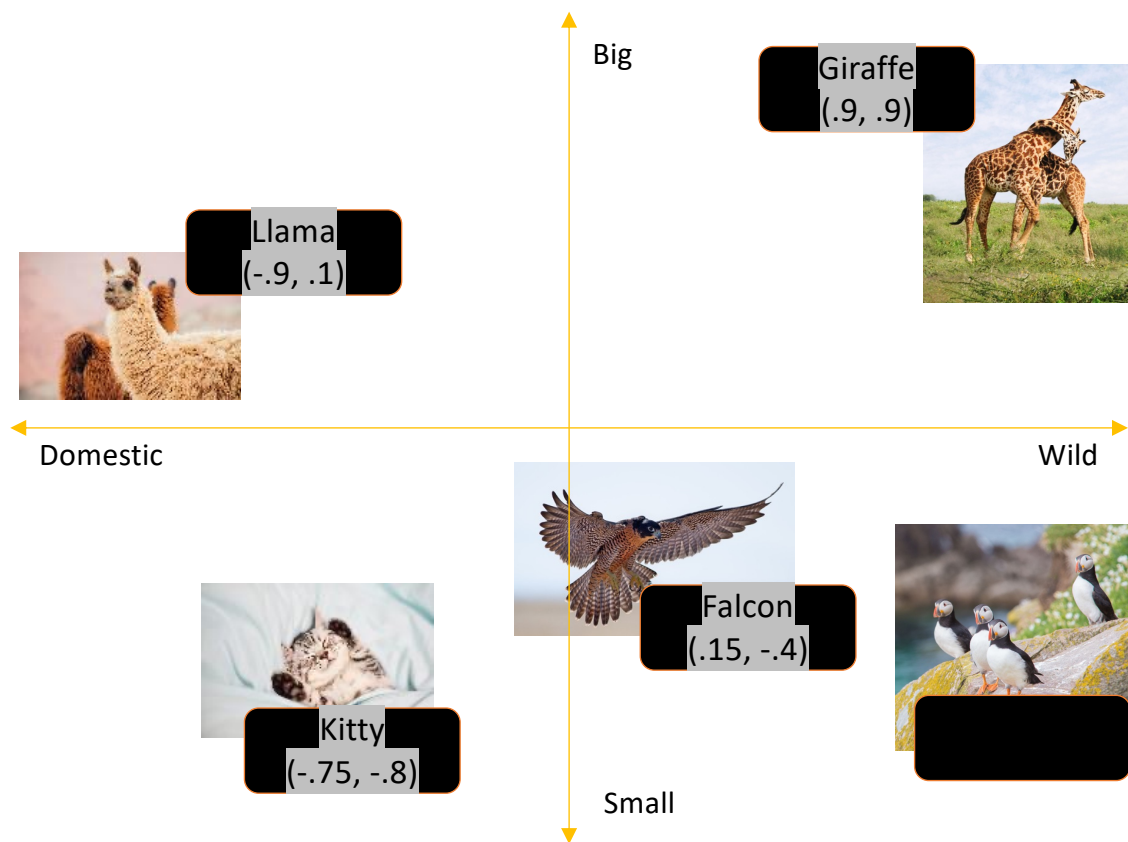 Big
Giraffe
(.9, .9)
Llama
(-.9, .1)
Domestic
Wild
Falcon
(.15, -.4)
Kitty
(-.75, -.8)
Small